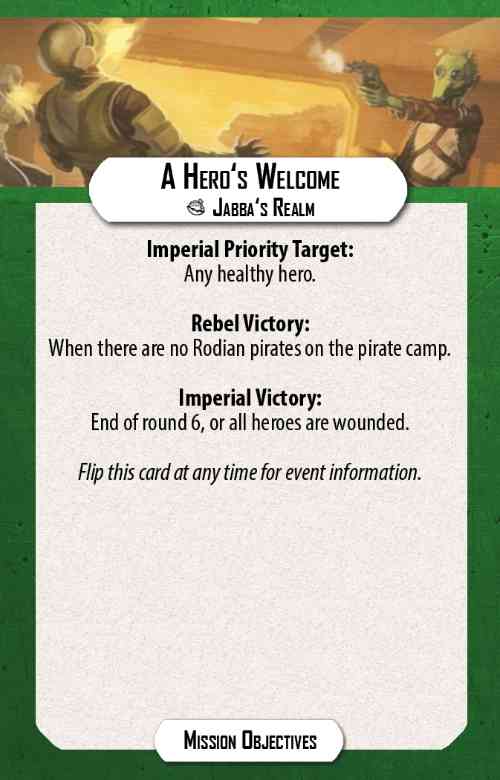 A Hero's Welcome
Jabba's Realm
Imperial Priority Target:
Any healthy hero.
Rebel Victory:
When there are no Rodian pirates on the pirate camp.
Imperial Victory:
End of round 6, or all heroes are wounded.
Flip this card at any time for event information.
Mission Objectives